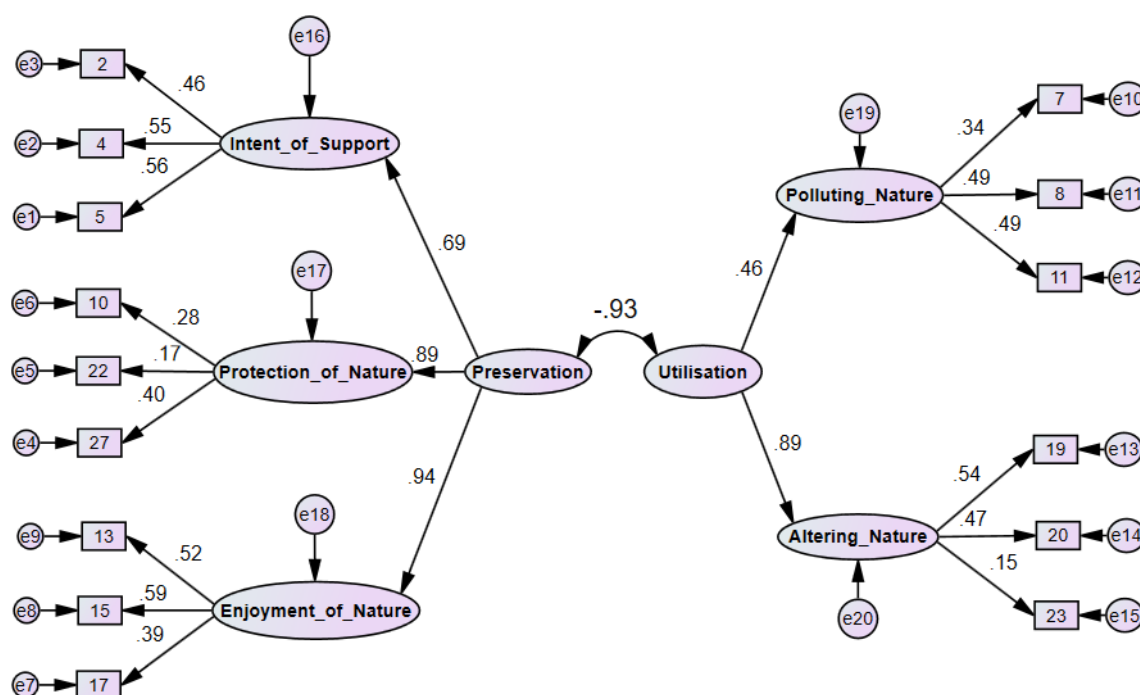 e16
e3
2
.46
e2
4
.55
Intent_of_Support
.56
e1
5
.69
e17
e6
10
.28
e5
22
.17
Protection_of_Nature
.89
.40
e4
27
.94
e18
e9
13
.52
e8
15
.59
Enjoyment_of_Nature
.39
e7
17
Preservation
-.93
Utilisation
e19
7
e10
.34
Polluting_Nature
.49
8
e11
.49
11
e12
.46
.89
19
e13
.54
Altering_Nature
.47
20
e14
.15
23
e15
e20